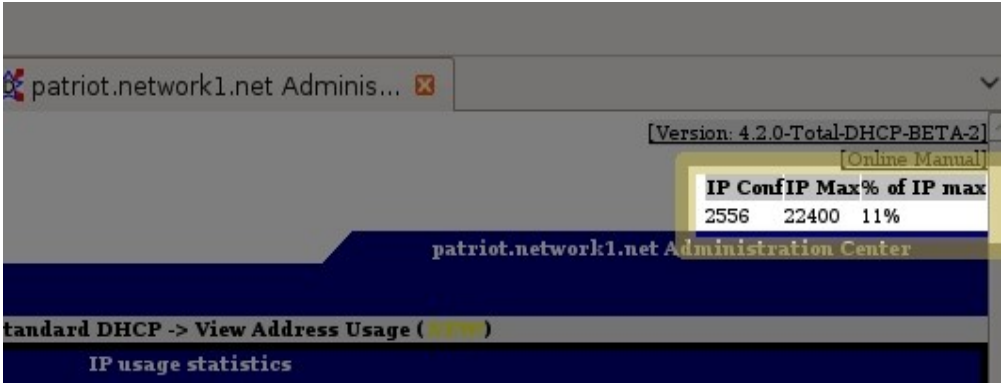 patriot.network1.net Adminis...
[Version: 4.2.0-Total-DHCP-BETA-2]
[Online Manual]
IP Conf IP Max % of IP max
2556 22400 11%
patriot.network1.net Administration Center
tandard DHCP -> View Address Usage ( )
IP usage statistics